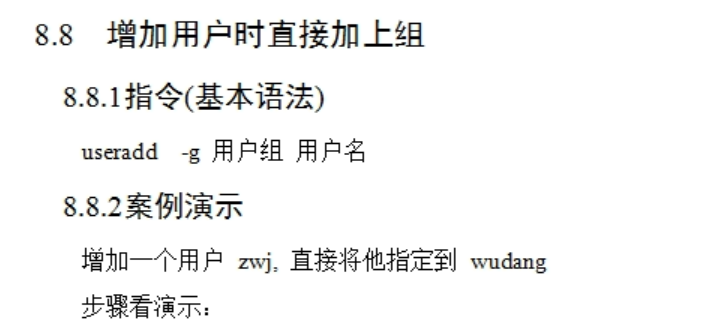 8.8 增加用户时直接加上组
8.8.1指令(基本语法)
useradd -g 用户组 用户名
8.8.2案例演示
增加一个用户 zwj, 直接将他指定到 wudang
步骤看演示：